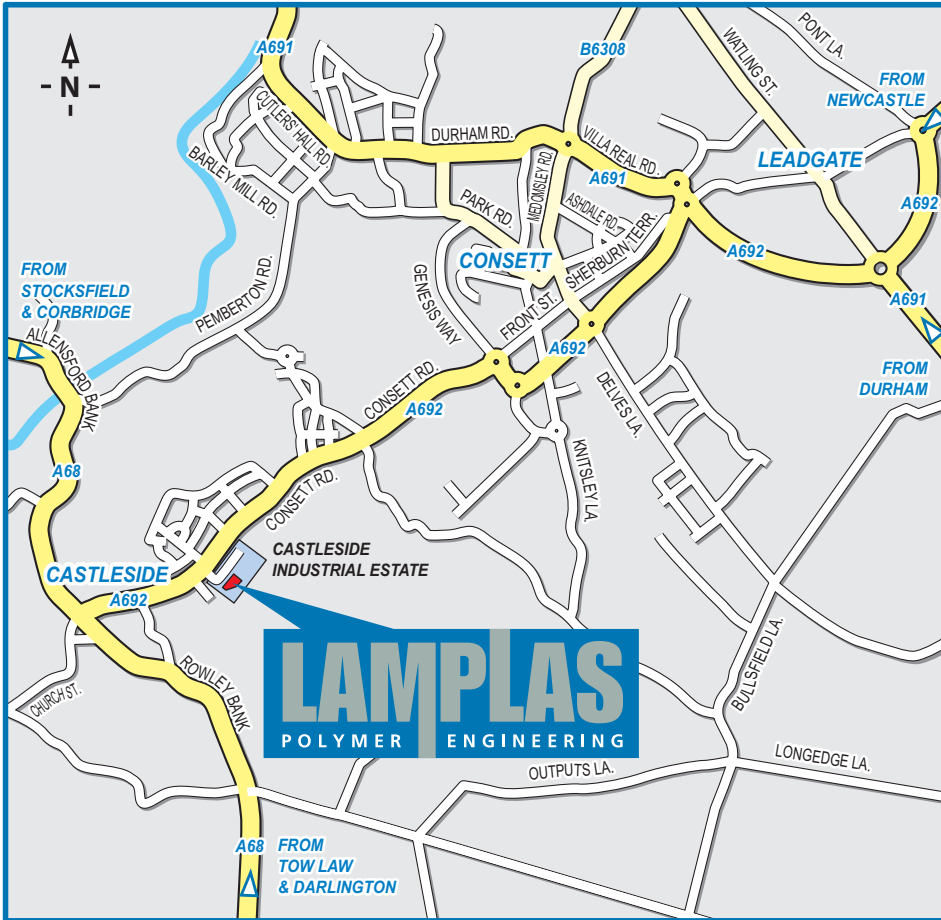 N
A691
B6308
PONT LA.
WATLING ST.
FROM
NEWCASTLE
CUTLERS' HALL RD.
DURHAM RD.
VILLA REAL RD.
LEADGATE
BARLEY MILL RD.
MEDOMSLEY RD.
A691
A692
PARK RD.
ASHDALE RD.
SHERBURN TERR.
CONSETT
A692
FROM
STOCKSFIELD
& CORBRIDGE
PEMBERTON RD.
GENESIS WAY
FRONT ST.
A691
ALLENSFORD BANK
A692
FROM
DURHAM
CONSETT RD.
A692
DELVES LA.
KNITSLEY LA.
A68
CONSETT RD.
CASTLESIDE
INDUSTRIAL ESTATE
CASTLESIDE
A692
ROWLEY BANK
CHURCH ST.
LAMPLAS
POLYMER ENGINEERING
BULLSFIELD LA.
OUTPUTS LA.
LONGEDGE LA.
A68
FROM
TOW LAW
& DARLINGTON